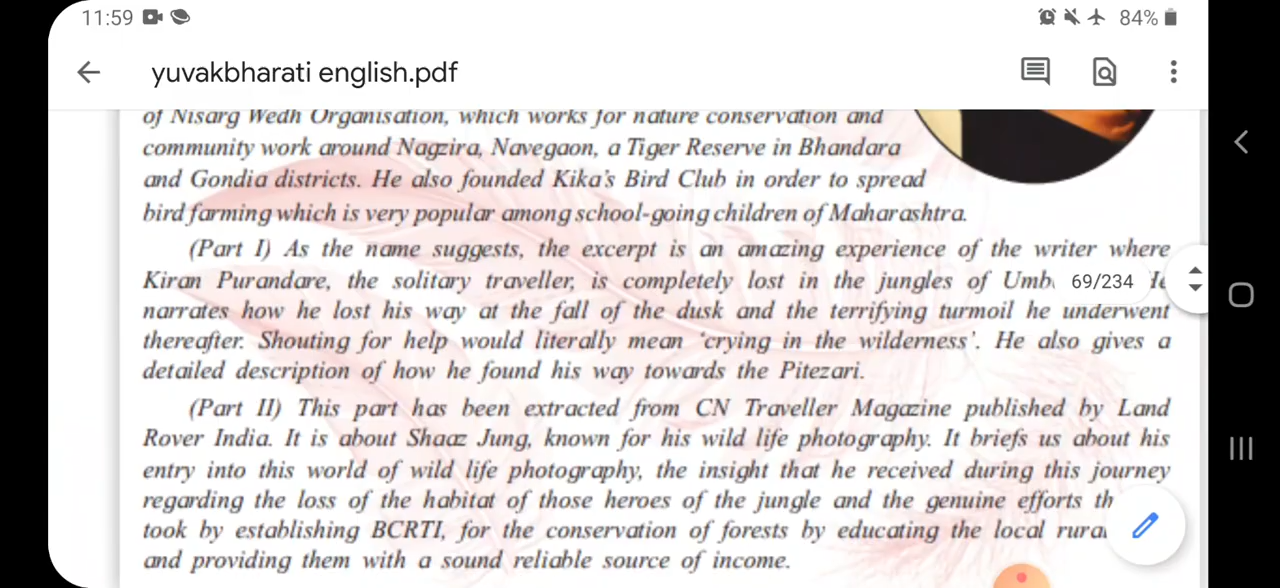 11:59
84%
yuvakbharati english.pdf
of Nisarg Wedh Organisation, which works for nature conservation and
community work around Nagzira, Navegaon, a Tiger Reserve in Bhandara
and Gondia districts. He also founded Kika's Bird Club in order to spread
bird farming which is very popular among school-going children of Maharashtra.
(Part I) As the name suggests, the excerpt is an amazing experience of the writer where
Kiran Purandare, the solitary traveller, is completely lost in the jungles of
69/234
narrates how he lost his way at the fall of the dusk and the terrifying turmoil he underwent
thereafter. Shouting for help would literally mean 'crying in the wilderness'. He also gives a
detailed description of how he found his way towards the Pitezari.
(Part II) This part has been extracted from CN Traveller Magazine published by Land
Rover India. It is about Shaaz Jung, known for his wild life photography. It briefs us about his
entry into this world of wild life photography, the insight that he received during this journey
regarding the loss of the habitat of those heroes of the jungle and the genuine efforts
took by establishing BCRTI, for the conservation of forests by educating the local
and providing them with a sound reliable source of income.